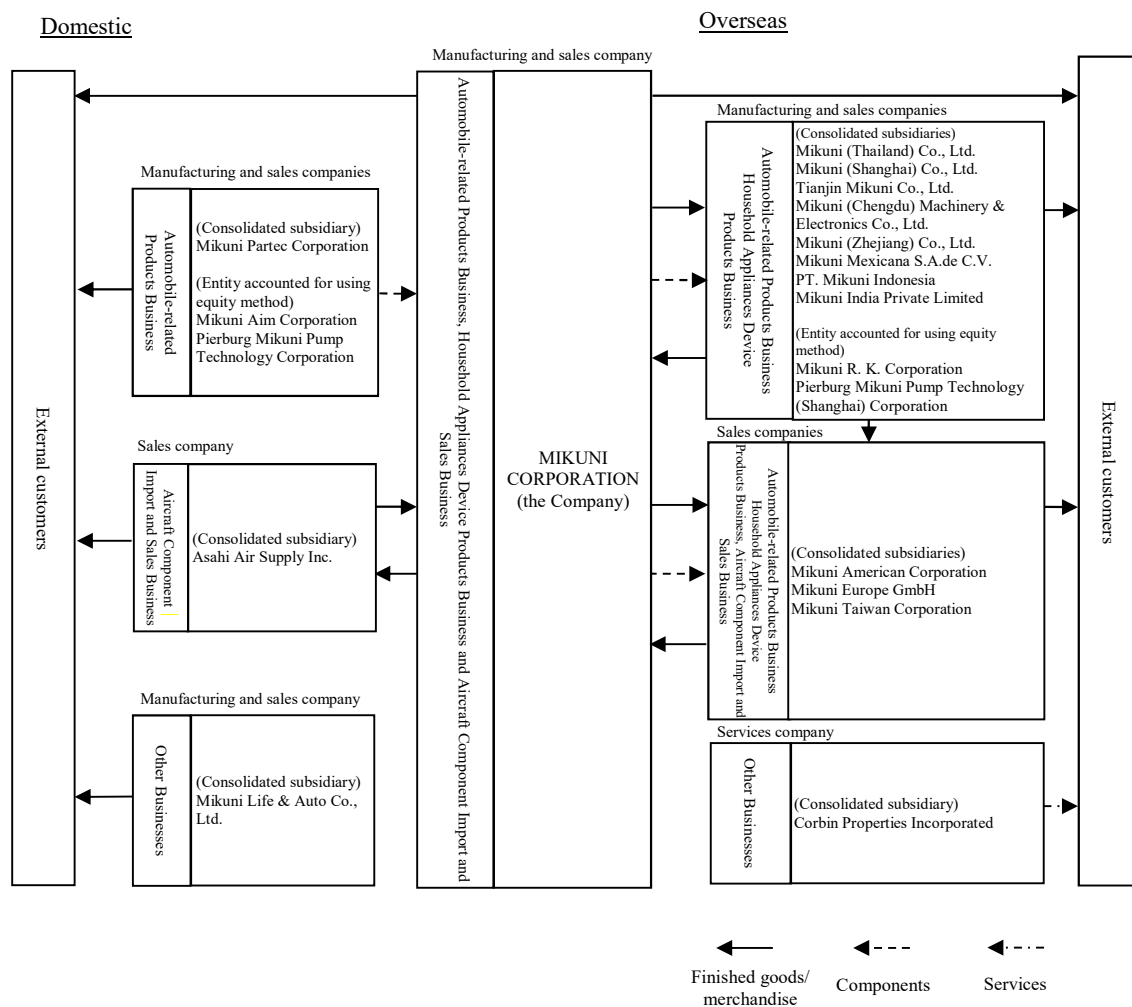 Domestic
Overseas
Manufacturing and sales company
External customers
Manufacturing and sales companies
Automobile-related
Products Business
(Consolidated subsidiary)
Mikuni Partec Corporation
(Entity accounted for using
equity method)
Mikuni Aim Corporation
Pierburg Mikuni Pump
Technology Corporation
Sales company
Aircraft Component
Import and Sales Business
(Consolidated subsidiary)
Asahi Air Supply Inc.
Manufacturing and sales company
Other Businesses
(Consolidated subsidiary)
Mikuni Life & Auto Co.,
Ltd.
Automobile-related Products Business, Household Appliances Device Products Business and Aircraft Component Import and
Sales Business
MIKUNI
CORPORATION
(the Company)
Manufacturing and sales companies
Automobile-related Products Business
Household Appliances Device
Products Business
(Consolidated subsidiaries)
Mikuni (Thailand) Co., Ltd.
Mikuni (Shanghai) Co., Ltd.
Tianjin Mikuni Co., Ltd.
Mikuni (Chengdu) Machinery &
Electronics Co., Ltd.
Mikuni (Zhejiang) Co., Ltd.
Mikuni Mexicana S.A.de C.V.
PT. Mikuni Indonesia
Mikuni India Private Limited
(Entity accounted for using equity
method)
Mikuni R. K. Corporation
Pierburg Mikuni Pump Technology
(Shanghai) Corporation
Sales companies
Automobile-related Products Business
Household Appliances Device
Products Business, Aircraft Component Import and
Sales Business
(Consolidated subsidiaries)
Mikuni American Corporation
Mikuni Europe GmbH
Mikuni Taiwan Corporation
Services company
Other Businesses
(Consolidated subsidiary)
Corbin Properties Incorporated
External customers
Finished goods/
merchandise
Components
Services